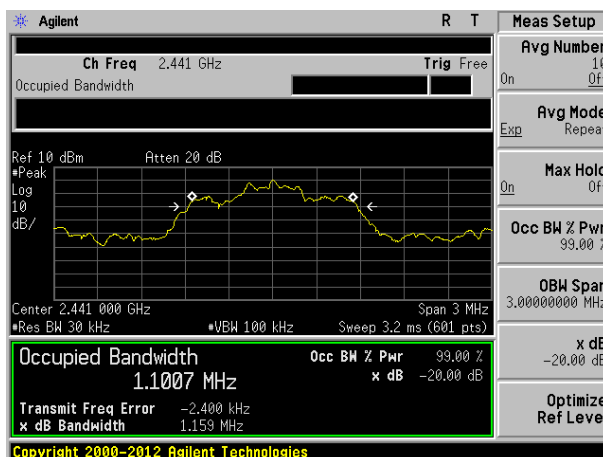 Agilent R T Meas Setup
Avg Number
10
On Off
Ch Freq 2.441 GHz Trig Free
Occupied Bandwidth
Avg Mode
Exp Repeat
Ref 10 dBm Atten 20 dB
#Peak
Log
10
dB/
Max Hold
On Off
Occ BW % Pwr
99.00 %
OBW Span
3.00000000 MHz
Center 2.441 000 GHz Span 3 MHz
#Res BW 30 kHz #VBW 100 kHz Sweep 3.2 ms (601 pts)
Occupied Bandwidth Occ BW % Pwr 99.00 %
1.1007 MHz x dB -20.00 dB
x dB
-20.00 dB
Transmit Freq Error -2.400 kHz
x dB Bandwidth 1.159 MHz
Optimize
Ref Level
Copyright 2000-2012 Agilent Technologies